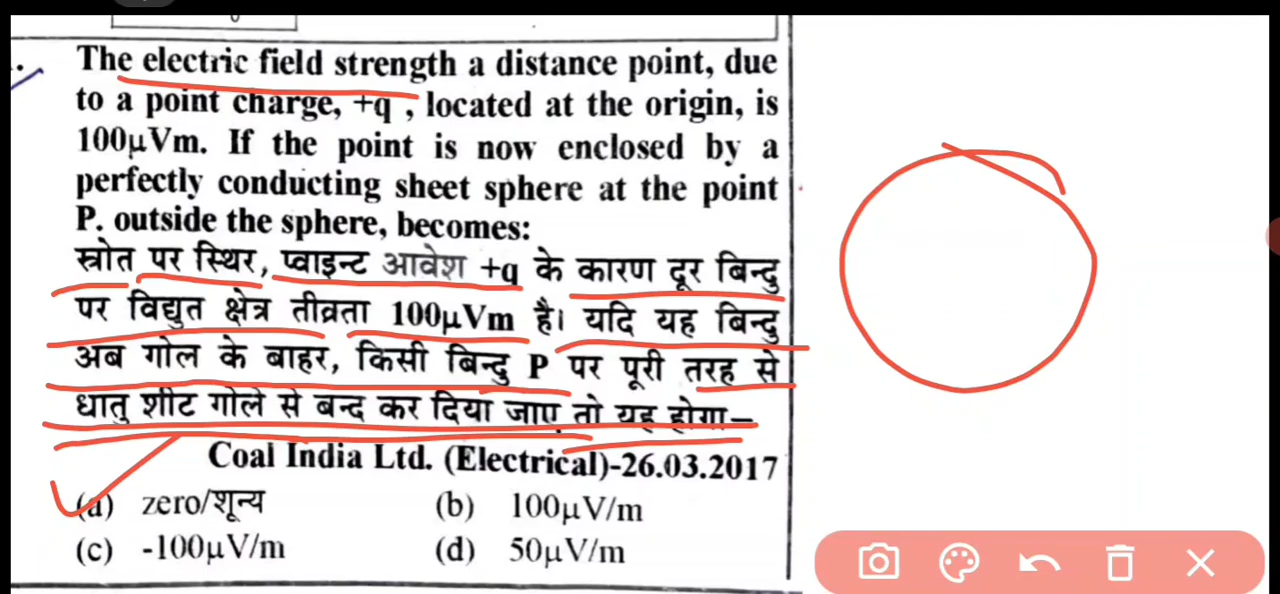 The electric field strength a distance point, due
to a point charge, +q , located at the origin, is
100μVm. If the point is now enclosed by a
perfectly conducting sheet sphere at the point
P. outside the sphere, becomes:
स्रोत पर स्थिर, प्वाइन्ट आवेश +q के कारण दूर बिन्दु
पर विद्युत क्षेत्र तीव्रता 100μVm है। यदि यह बिन्दु
अब गोल के बाहर, किसी बिन्दु P पर पूरी तरह से
धातु शीट गोले से बन्द कर दिया जाए तो यह होगा–
Coal India Ltd. (Electrical)-26.03.2017
(a) zero/शून्य (b) 100μV/m
(c) -100μV/m (d) 50μV/m